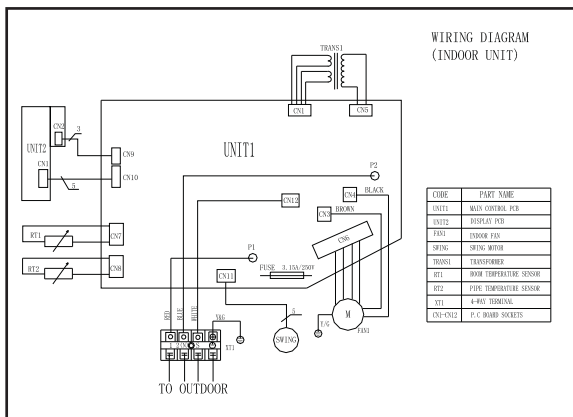 WIRING DIAGRAM
(INDOOR UNIT)
TRANS1
CN1
CN5
CN2
3
UNIT2
CN1
5
CN9
CN10
UNIT1
P2
CN4
BLACK
CN12
CN3
BROWN
CN6
RT1
CN7
RT2
CN8
P1
CN11
FUSE 3.15A/250V
RED
BLUE
WHITE
Y/G
M
FAN1
5
SWING
XT1
TO OUTDOOR
CODE PART NAME
UNIT1 MAIN CONTROL PCB
UNIT2 DISPLAY PCB
FAN1 INDOOR FAN
SWING SWING MOTOR
TRANS1 TRANSFORMER
RT1 ROOM TEMPERATURE SENSOR
RT2 PIPE TEMPERATURE SENSOR
XT1 4-WAY TERMINAL
CN1-CN12 P.C BOARD SOCKETS